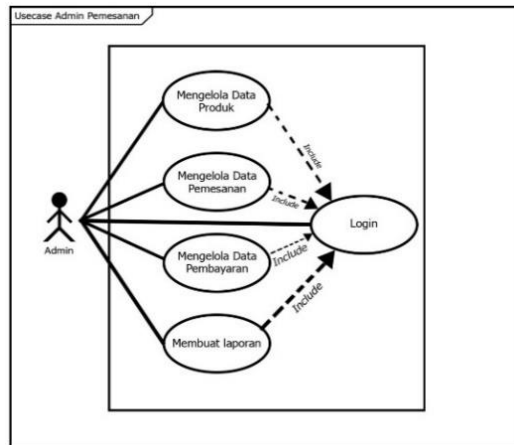 Usecase Admin Pemesanan
Mengelola Data
Produk
Include
Mengelola Data
Pemesanan
Include
Login
Admin
Mengelola Data
Pembayaran
Include
Membuat laporan
Include